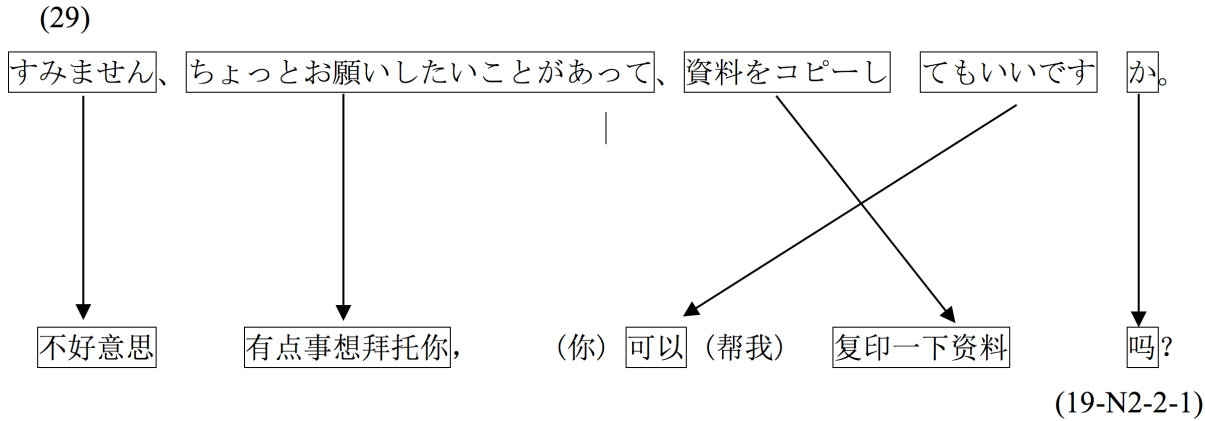 (29)
すみません、ちょっとお願いしたいことがあって、資料をコピーし てもいいです か。
不好意思 有点事想拜托你, （你）可以（帮我） 复印一下资料 吗？
(19-N2-2-1)